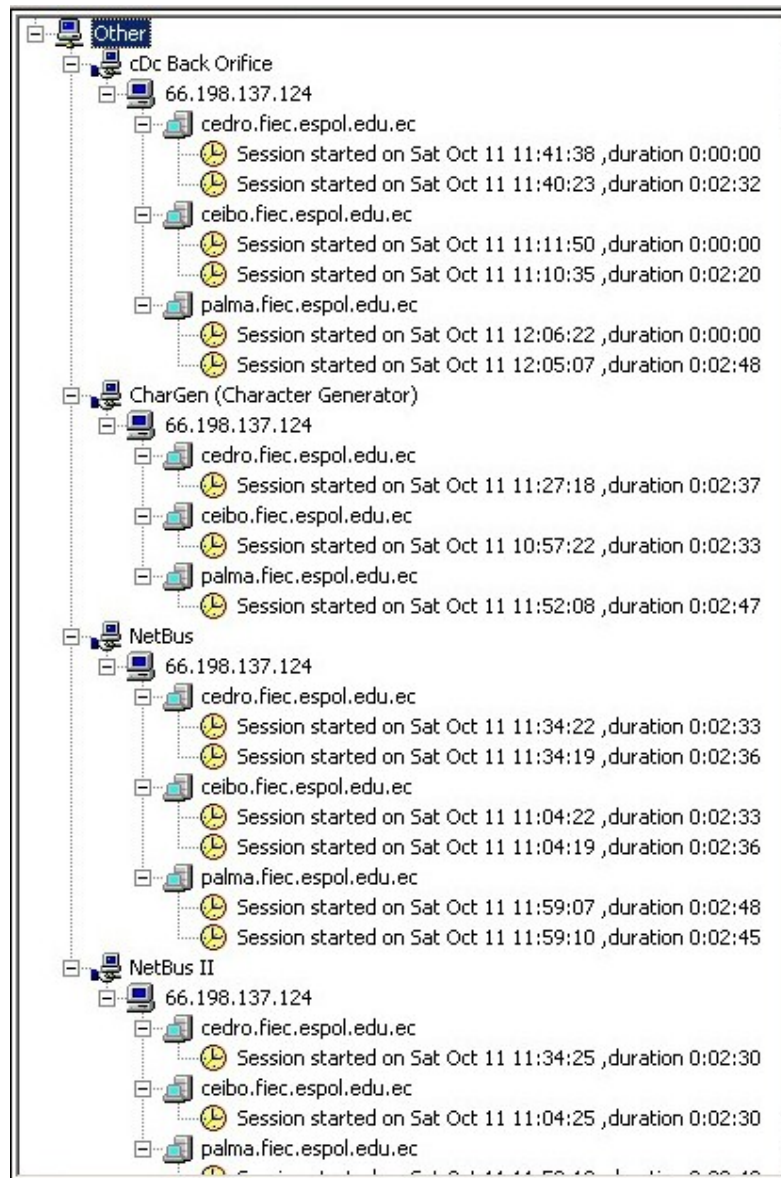 Other
cDc Back Orifice
66.198.137.124
cedro.fiec.espol.edu.ec
Session started on Sat Oct 11 11:41:38 ,duration 0:00:00
Session started on Sat Oct 11 11:40:23 ,duration 0:02:32
ceibo.fiec.espol.edu.ec
Session started on Sat Oct 11 11:11:50 ,duration 0:00:00
Session started on Sat Oct 11 11:10:35 ,duration 0:02:20
palma.fiec.espol.edu.ec
Session started on Sat Oct 11 12:06:22 ,duration 0:00:00
Session started on Sat Oct 11 12:05:07 ,duration 0:02:48
CharGen (Character Generator)
66.198.137.124
cedro.fiec.espol.edu.ec
Session started on Sat Oct 11 11:27:18 ,duration 0:02:37
ceibo.fiec.espol.edu.ec
Session started on Sat Oct 11 10:57:22 ,duration 0:02:33
palma.fiec.espol.edu.ec
Session started on Sat Oct 11 11:52:08 ,duration 0:02:47
NetBus
66.198.137.124
cedro.fiec.espol.edu.ec
Session started on Sat Oct 11 11:34:22 ,duration 0:02:33
Session started on Sat Oct 11 11:34:19 ,duration 0:02:36
ceibo.fiec.espol.edu.ec
Session started on Sat Oct 11 11:04:22 ,duration 0:02:33
Session started on Sat Oct 11 11:04:19 ,duration 0:02:36
palma.fiec.espol.edu.ec
Session started on Sat Oct 11 11:59:07 ,duration 0:02:48
Session started on Sat Oct 11 11:59:10 ,duration 0:02:45
NetBus II
66.198.137.124
cedro.fiec.espol.edu.ec
Session started on Sat Oct 11 11:34:25 ,duration 0:02:30
ceibo.fiec.espol.edu.ec
Session started on Sat Oct 11 11:04:25 ,duration 0:02:30
palma.fiec.espol.edu.ec